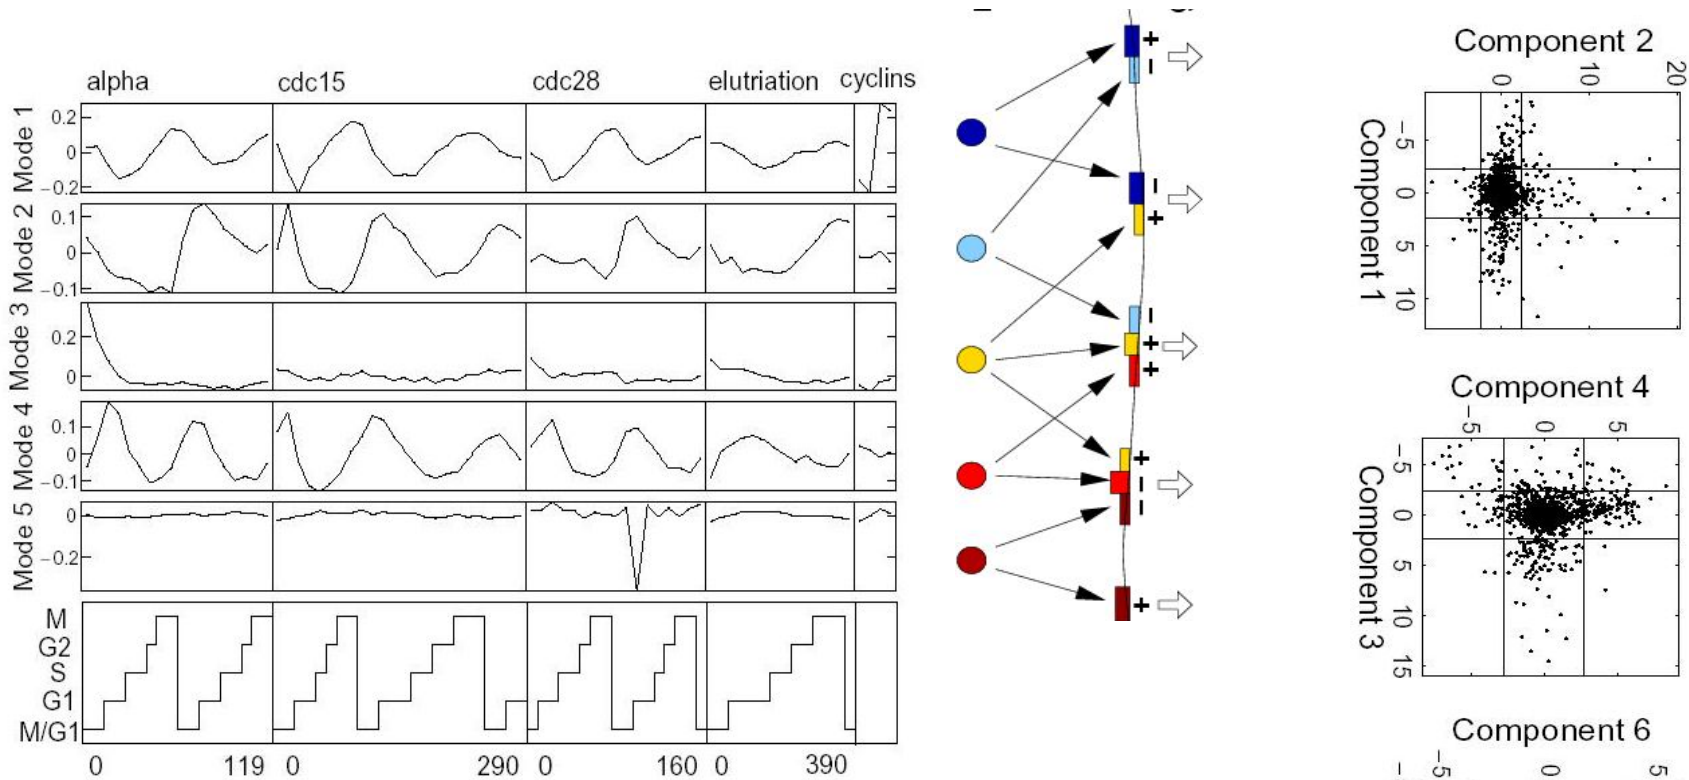 alpha cdc15 cdc28 elutriation cyclins
Mode 1 0.2 0 −0.2
Mode 2 0.1 0 −0.1
Mode 3 0.2 0
Mode 4 0.1 0 −0.1
Mode 5 0 −0.2
M
G2
S
G1
M/G1
0 119 0 290 0 160 0 390
+
−
−
+
−
+
+
+
−
−
+
Component 2
0 10 20
Component 1
−5 0 5 10
Component 4
−5 0 5
Component 3
−5 0 5 10 15
Component 6
−5 0 5